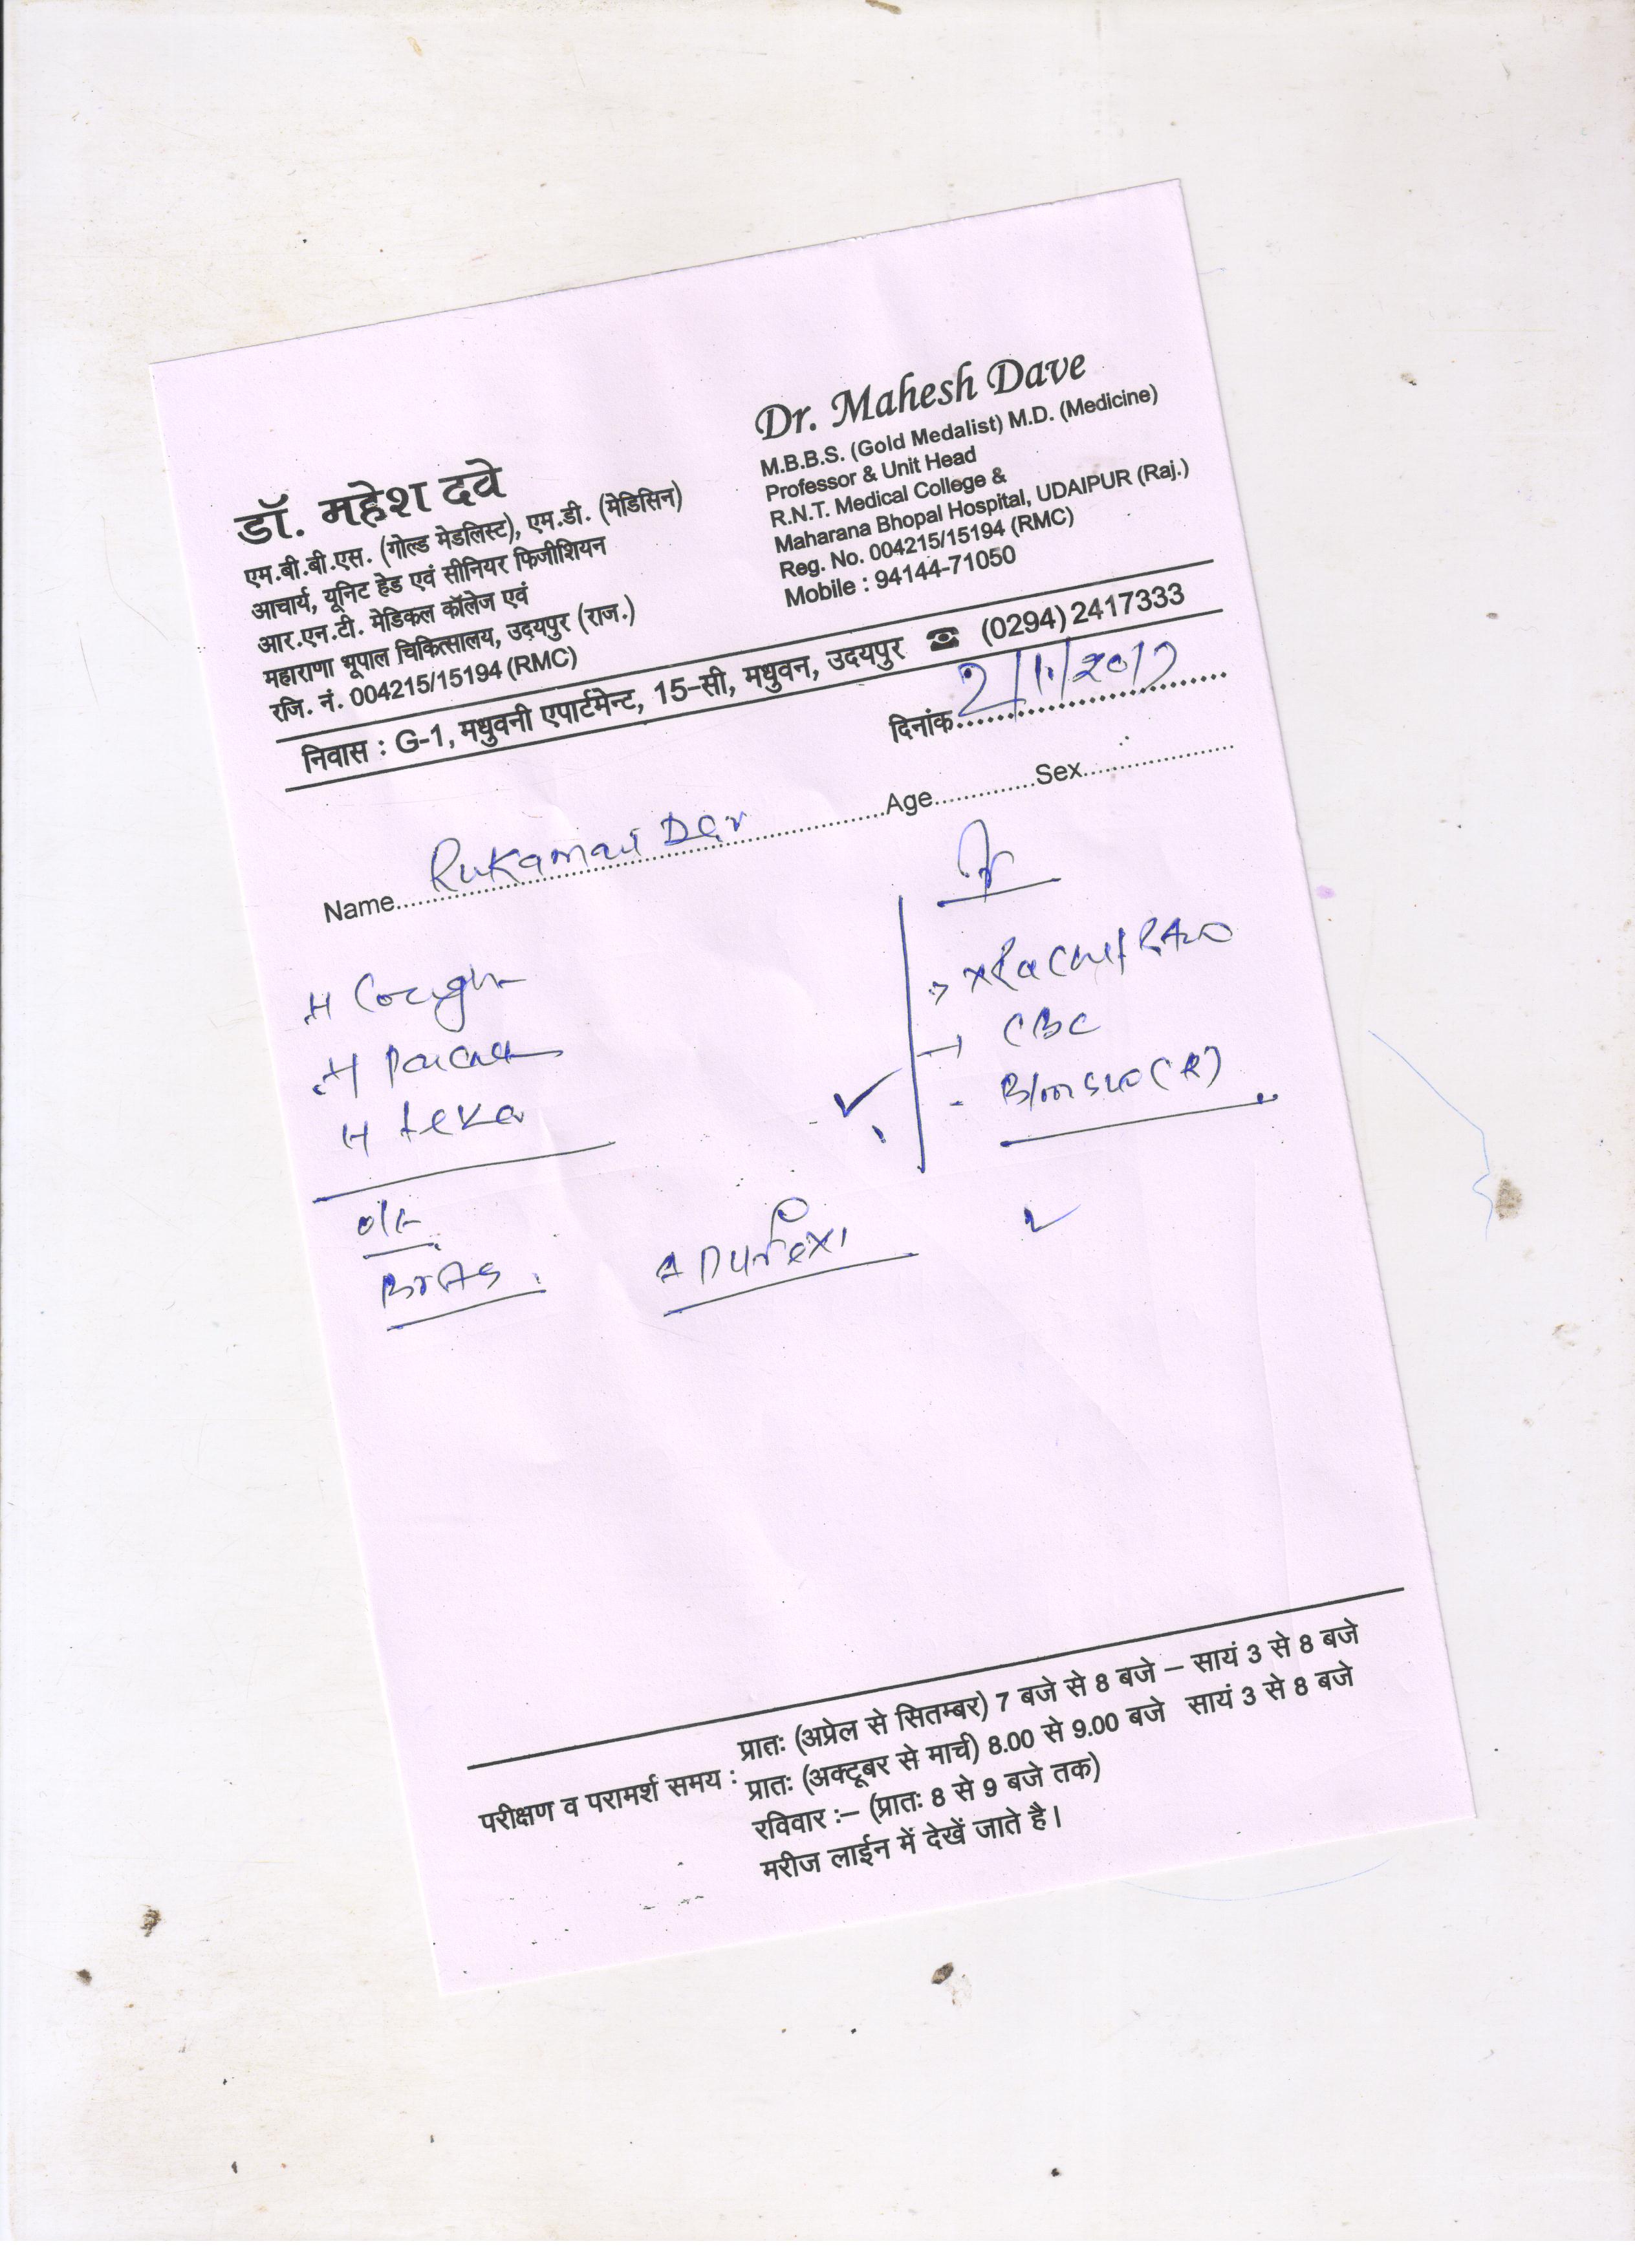 डॉ. महेश दवे
एम.बी.बी.एस. (गोल्ड मेडलिस्ट), एम.डी. (मेडिसिन)
आचार्य, यूनिट हेड एवं सीनियर फिजीशियन
आर.एन.टी. मेडिकल कॉलेज एवं
महाराणा भूपाल चिकित्सालय, उदयपुर (राज.)
रजि. नं. 004215/15194 (RMC)
Dr. Mahesh Dave
M.B.B.S. (Gold Medalist) M.D. (Medicine)
Professor & Unit Head
R.N.T. Medical College &
Maharana Bhopal Hospital, UDAIPUR (Raj.)
Reg. No. 004215/15194 (RMC)
Mobile : 94144-71050
निवास : G-1, मधुवनी एपार्टमेन्ट, 15-सी, मधुवन, उदयपुर ☎ (0294) 2417333
दिनांक 2/11/2017
Name Rukamani Age Sex
Cough
CBC
O/E
परीक्षण व परामर्श समय : प्रातः (अप्रेल से सितम्बर) 7 बजे से 8 बजे – सायं 3 से 8 बजे
प्रातः (अक्टूबर से मार्च) 8.00 से 9.00 बजे सायं 3 से 8 बजे
रविवार :– (प्रातः 8 से 9 बजे तक)
मरीज लाईन में देखें जाते है।